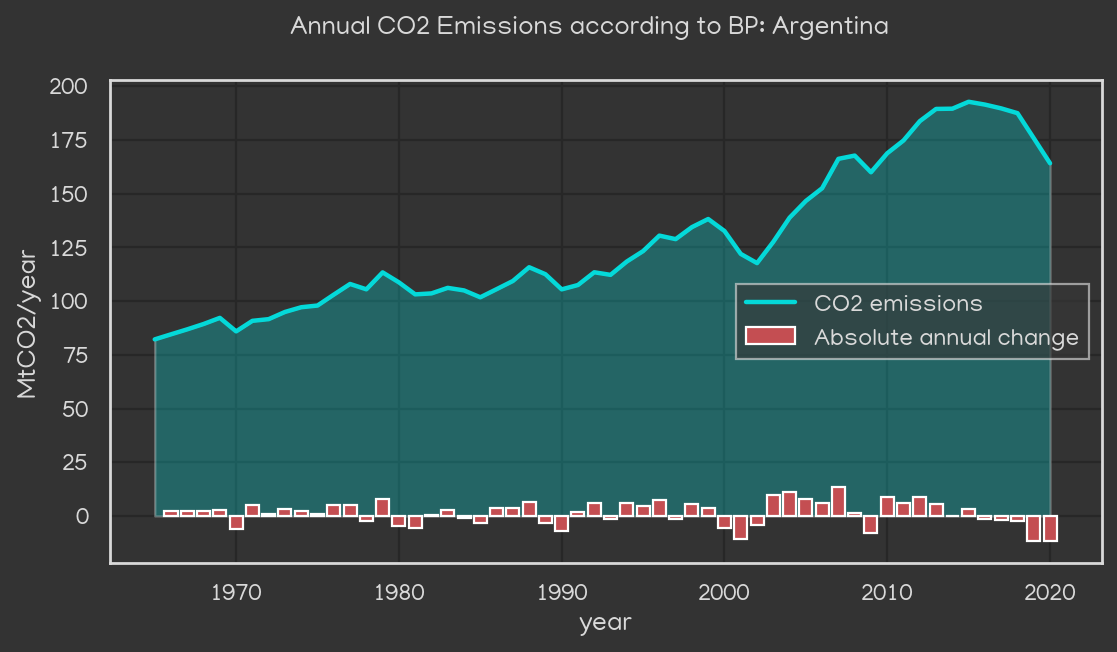 Annual CO2 Emissions according to BP: Argentina
MtCO2/year
200
175
150
125
100
75
50
25
0
CO2 emissions
Absolute annual change
1970 1980 1990 2000 2010 2020
year